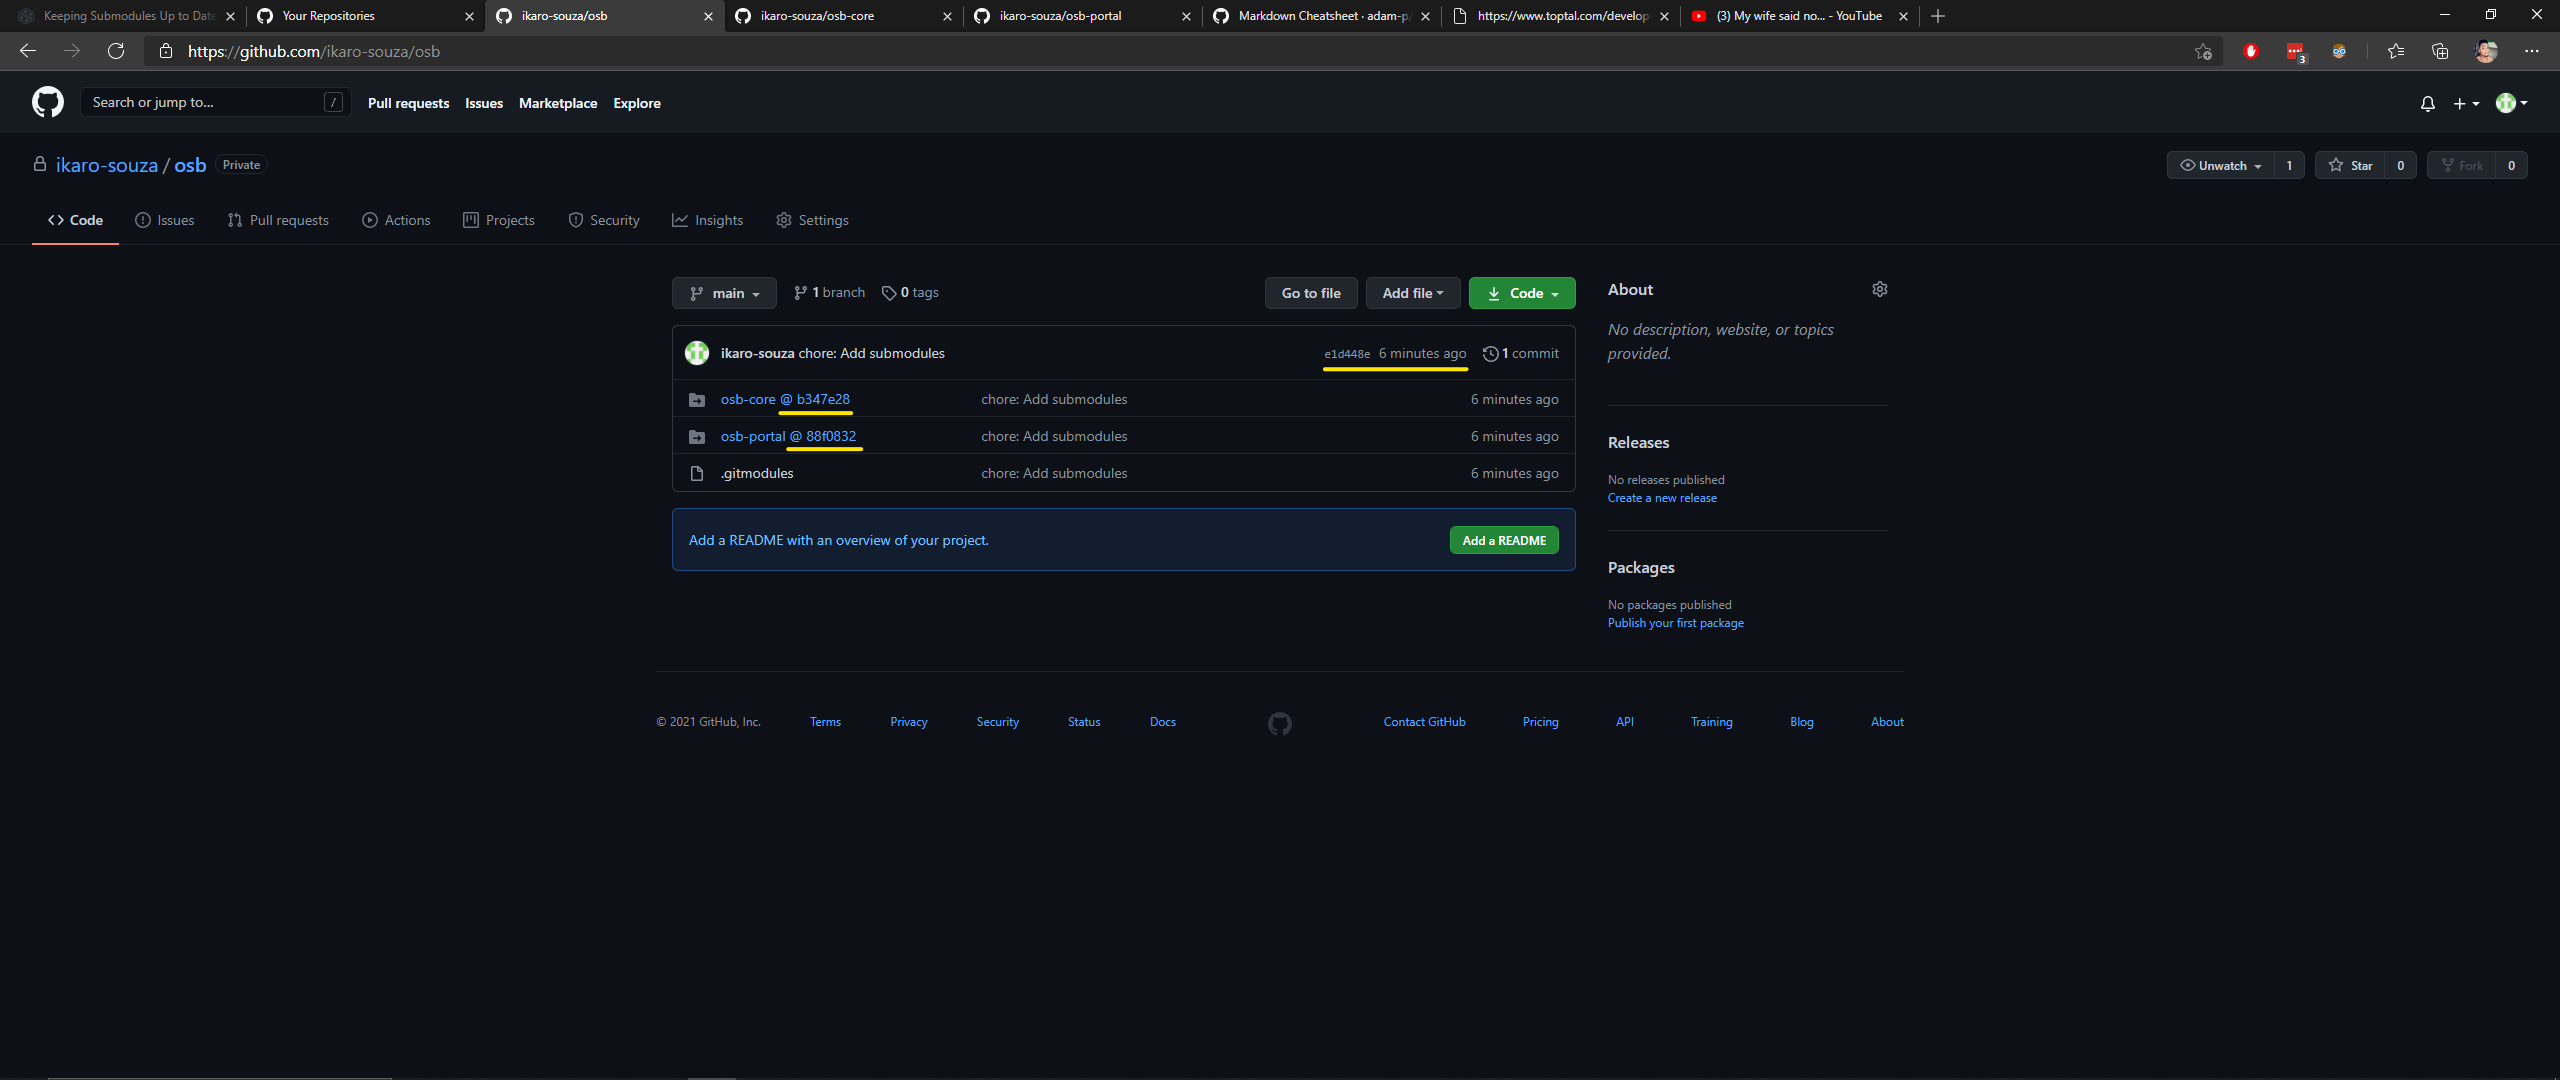 Keeping Submodules Up to Date
Your Repositories
ikaro-souza/osb
ikaro-souza/osb-core
ikaro-souza/osb-portal
Markdown Cheatsheet · adam-p/
https://www.toptal.com/develop
(3) My wife said no... - YouTube
https://github.com/ikaro-souza/osb
3
Search or jump to...
/
Pull requests
Issues
Marketplace
Explore
ikaro-souza / osb
Private
Unwatch
1
Star
0
Fork
0
Code
Issues
Pull requests
Actions
Projects
Security
Insights
Settings
main
1 branch
0 tags
Go to file
Add file
Code
ikaro-souza chore: Add submodules
e1d448e 6 minutes ago
1 commit
osb-core @ b347e28
chore: Add submodules
6 minutes ago
osb-portal @ 88f0832
chore: Add submodules
6 minutes ago
.gitmodules
chore: Add submodules
6 minutes ago
Add a README with an overview of your project.
Add a README
About
No description, website, or topics
provided.
Releases
No releases published
Create a new release
Packages
No packages published
Publish your first package
© 2021 GitHub, Inc.
Terms
Privacy
Security
Status
Docs
Contact GitHub
Pricing
API
Training
Blog
About